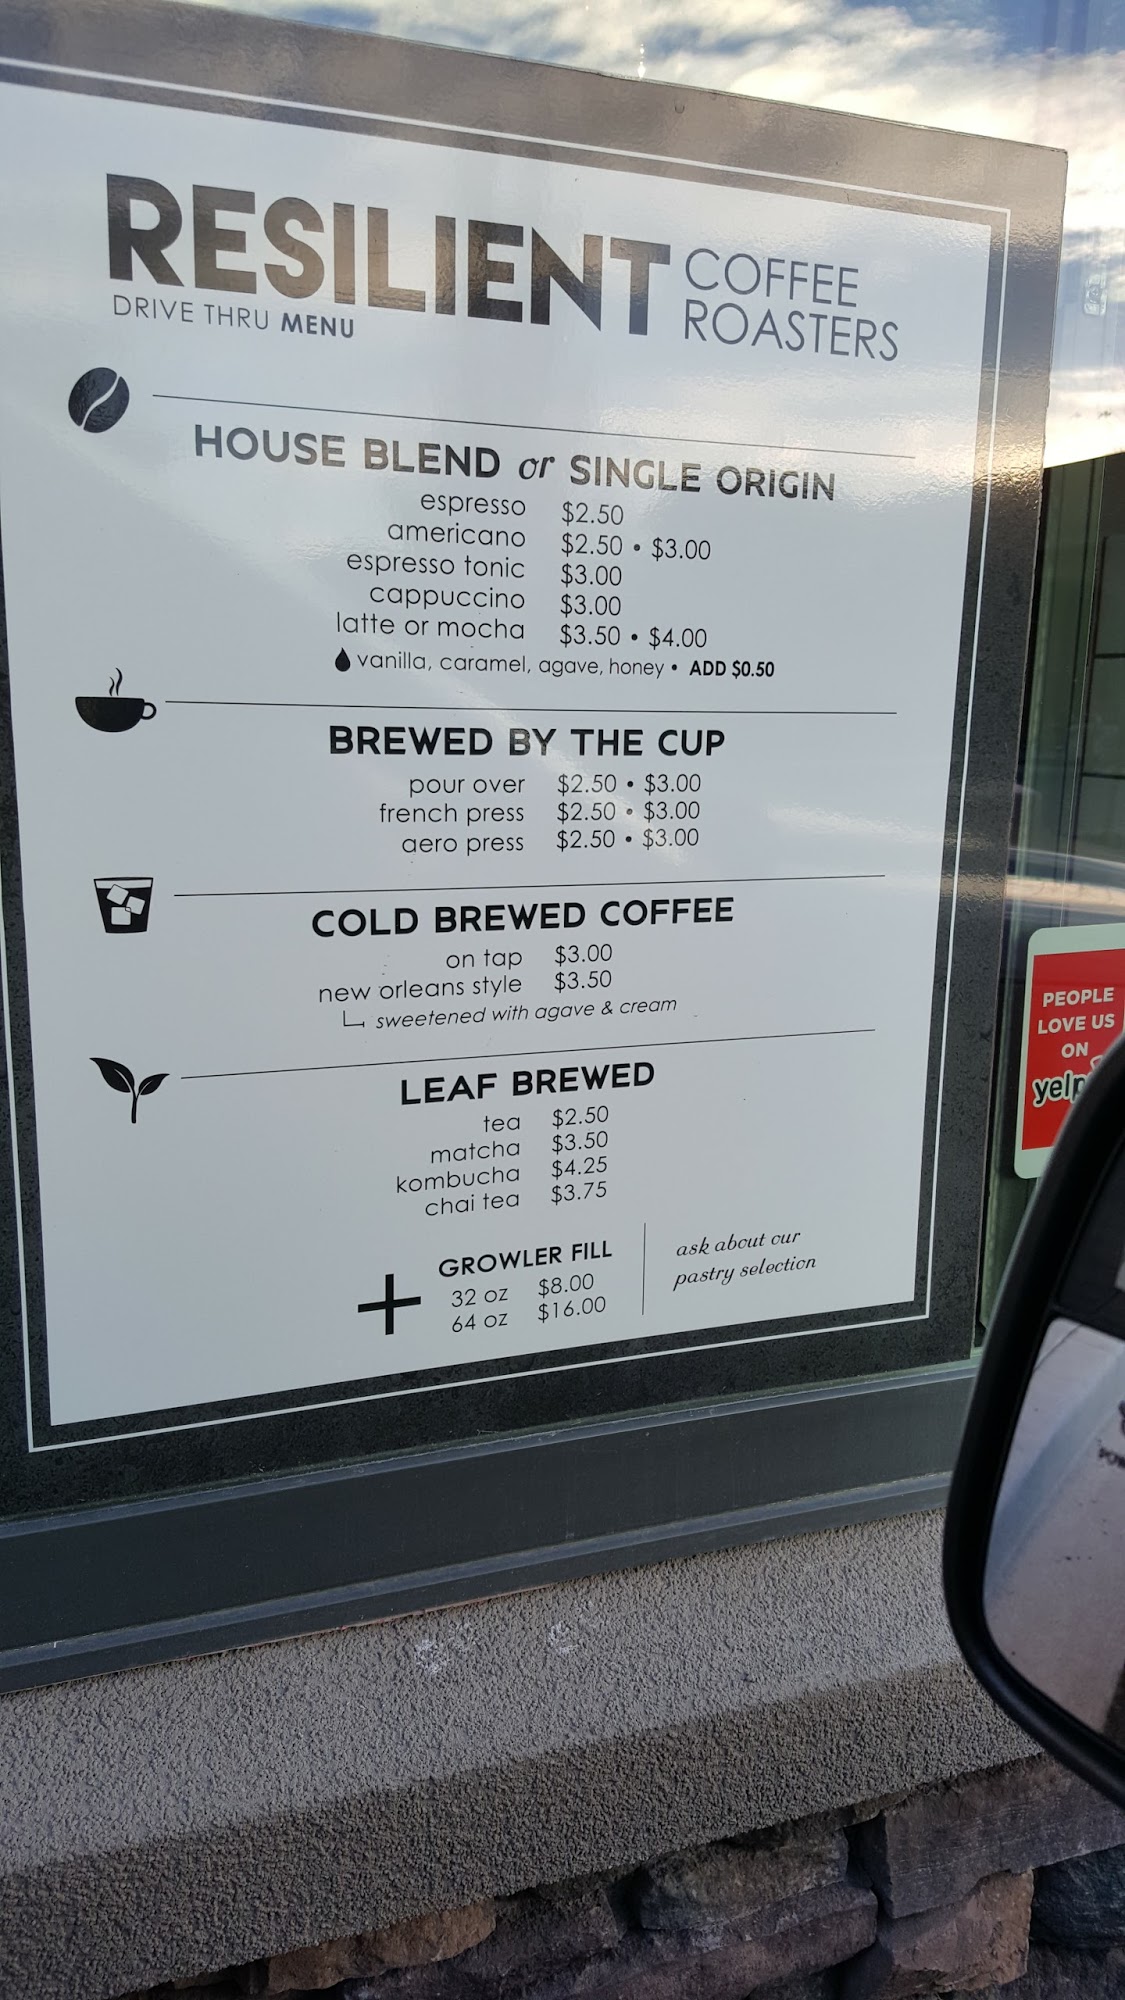 RESILIENT COFFEE ROASTERS
DRIVE THRU MENU
HOUSE BLEND or SINGLE ORIGIN
espresso $2.50
americano $2.50 • $3.00
espresso tonic $3.00
cappuccino $3.00
latte or mocha $3.50 • $4.00
vanilla, caramel, agave, honey • ADD $0.50
BREWED BY THE CUP
pour over $2.50 • $3.00
french press $2.50 • $3.00
aero press $2.50 • $3.00
COLD BREWED COFFEE
on tap $3.00
new orleans style $3.50
sweetened with agave & cream
LEAF BREWED
tea $2.50
matcha $3.50
kombucha $4.25
chai tea $3.75
+ GROWLER FILL
32 oz $8.00
64 oz $16.00
ask about our
pastry selection
PEOPLE
LOVE US
ON
yelp